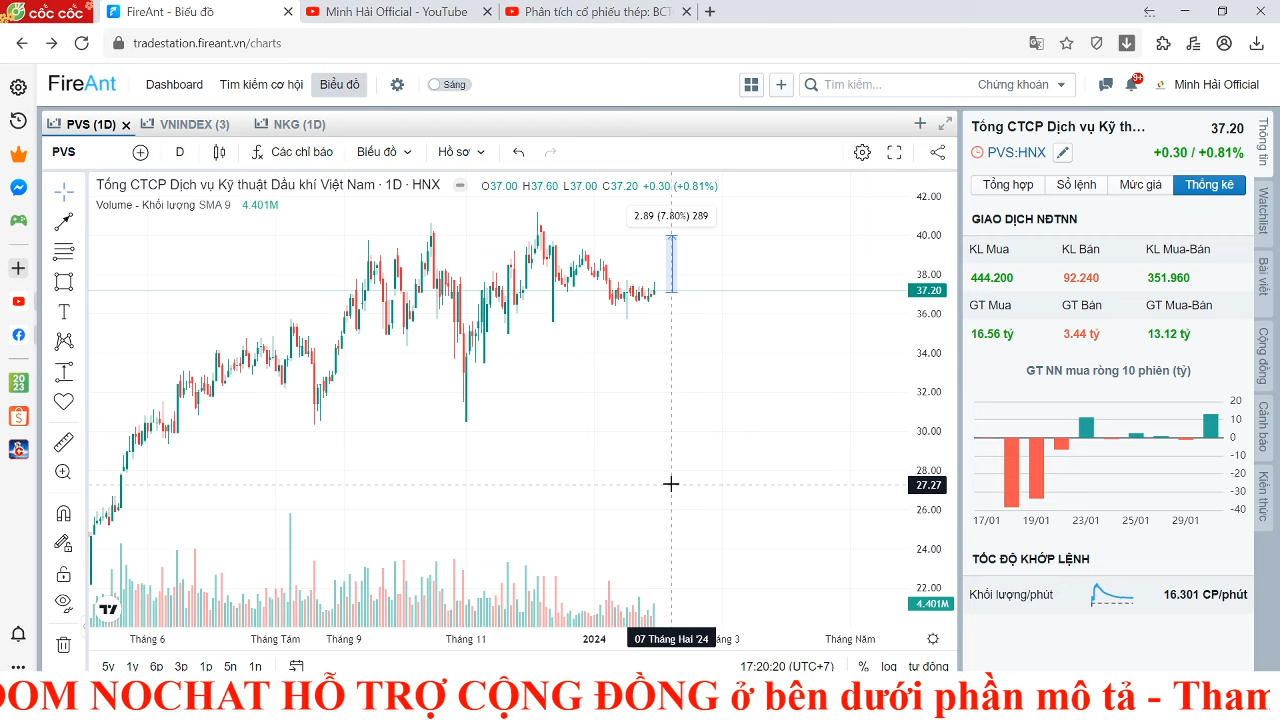 CỐC CỐC
FireAnt - Biểu đồ
Minh Hải Official - YouTube
Phân tích cổ phiếu thép: BCT
tradestation.fireant.vn/charts
FireAnt
Dashboard
Tìm kiếm cơ hội
Biểu đồ
Sáng
Tìm kiếm...
Chứng khoán
9+
Minh Hải Official
PVS (1D)
VNINDEX (3)
NKG (1D)
PVS
D
Các chỉ báo
Biểu đồ
Hồ sơ
Tổng CTCP Dịch vụ Kỹ thuật Dầu khí Việt Nam · 1D · HNX
O37.00 H37.60 L37.00 C37.20 +0.30 (+0.81%)
Volume - Khối lượng SMA 9 4.401M
2.89 (7.80%) 289
42.00
40.00
38.00
37.20
36.00
34.00
32.00
30.00
28.00
27.27
26.00
24.00
22.00
4.401M
Tháng 6
Tháng Tám
Tháng 9
Tháng 11
2024
07 Tháng Hai '24
g 3
Tháng Năm
5y 1v 6p 3p 1p 5n 1n
17:20:20 (UTC+7)
% log tự động
Tổng CTCP Dịch vụ Kỹ th...
37.20
PVS:HNX
+0.30 / +0.81%
Tổng hợp
Sổ lệnh
Mức giá
Thống kê
GIAO DỊCH NĐTNN
KL Mua KL Bán KL Mua-Bán
444.200 92.240 351.960
GT Mua GT Bán GT Mua-Bán
16.56 tỷ 3.44 tỷ 13.12 tỷ
GT NN mua ròng 10 phiên (tỷ)
20
10
0
-10
-20
-30
-40
17/01 19/01 23/01 25/01 29/01
TỐC ĐỘ KHỚP LỆNH
Khối lượng/phút
16.301 CP/phút
Thông tin
Watchlist
Bài viết
Cộng đồng
Cảnh báo
Kiến thức
20
23
OOM NOCHAT HỖ TRỢ CỘNG ĐỒNG ở bên dưới phần mô tả - Tham